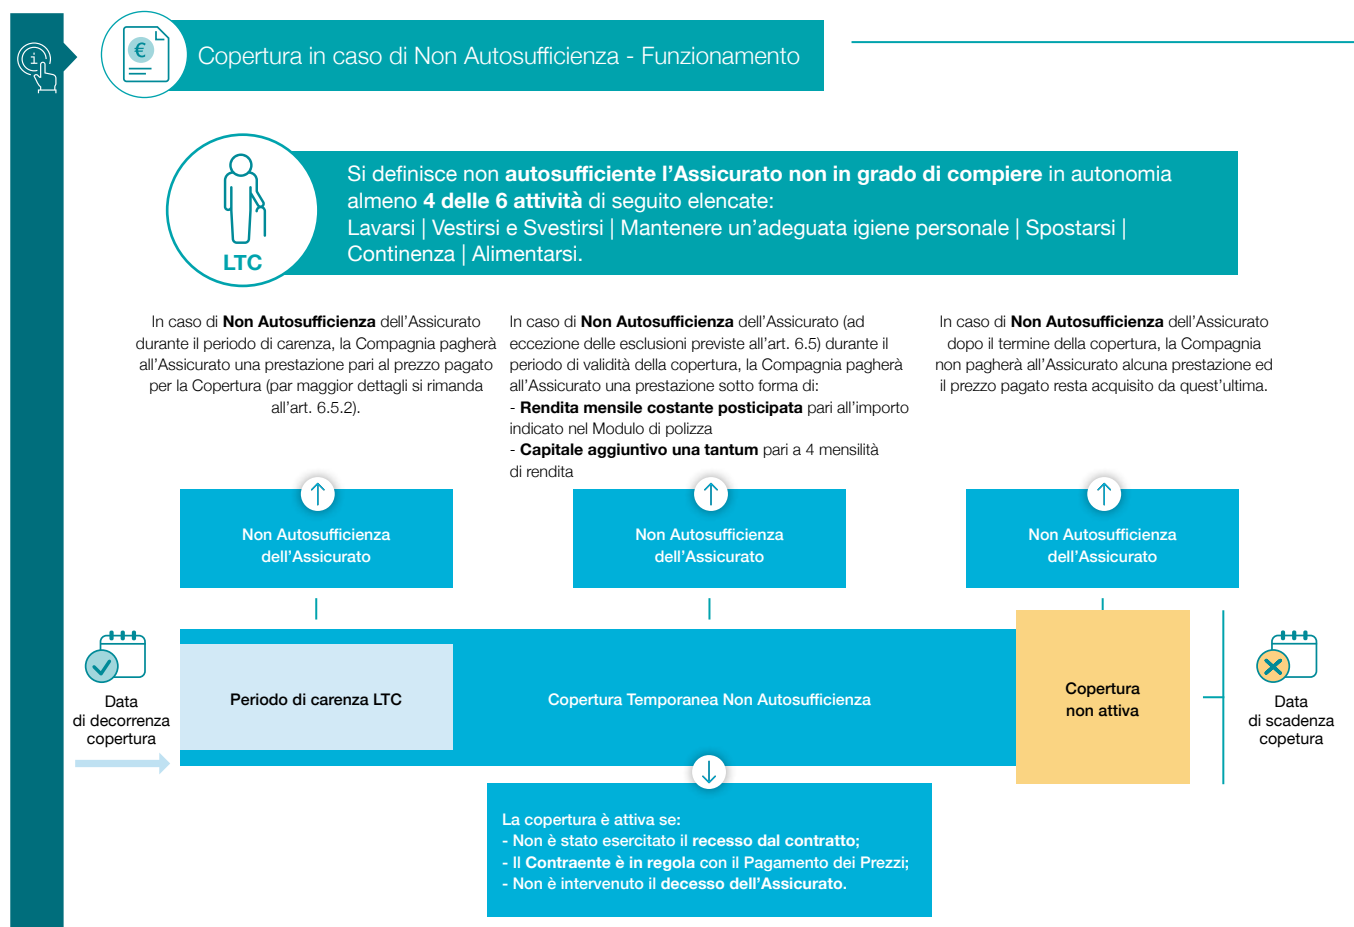 Copertura in caso di Non Autosufficienza - Funzionamento
Si definisce non autosufficiente l'Assicurato non in grado di compiere in autonomia
almeno 4 delle 6 attività di seguito elencate:
Lavarsi | Vestirsi e Svestirsi | Mantenere un'adeguata igiene personale | Spostarsi |
Continenza | Alimentarsi.
LTC
In caso di Non Autosufficienza dell'Assicurato
durante il periodo di carenza, la Compagnia pagherà
all'Assicurato una prestazione pari al prezzo pagato
per la Copertura (par maggior dettagli si rimanda
all'art. 6.5.2).
In caso di Non Autosufficienza dell'Assicurato (ad
eccezione delle esclusioni previste all'art. 6.5) durante il
periodo di validità della copertura, la Compagnia pagherà
all'Assicurato una prestazione sotto forma di:
- Rendita mensile costante posticipata pari all'importo
indicato nel Modulo di polizza
- Capitale aggiuntivo una tantum pari a 4 mensilità
di rendita
In caso di Non Autosufficienza dell'Assicurato
dopo il termine della copertura, la Compagnia
non pagherà all'Assicurato alcuna prestazione ed
il prezzo pagato resta acquisito da quest'ultima.
Non Autosufficienza
dell'Assicurato
Non Autosufficienza
dell'Assicurato
Non Autosufficienza
dell'Assicurato
Data
di decorrenza
copertura
Periodo di carenza LTC
Copertura Temporanea Non Autosufficienza
Copertura
non attiva
Data
di scadenza
copetura
La copertura è attiva se:
- Non è stato esercitato il recesso dal contratto;
- Il Contraente è in regola con il Pagamento dei Prezzi;
- Non è intervenuto il decesso dell'Assicurato.